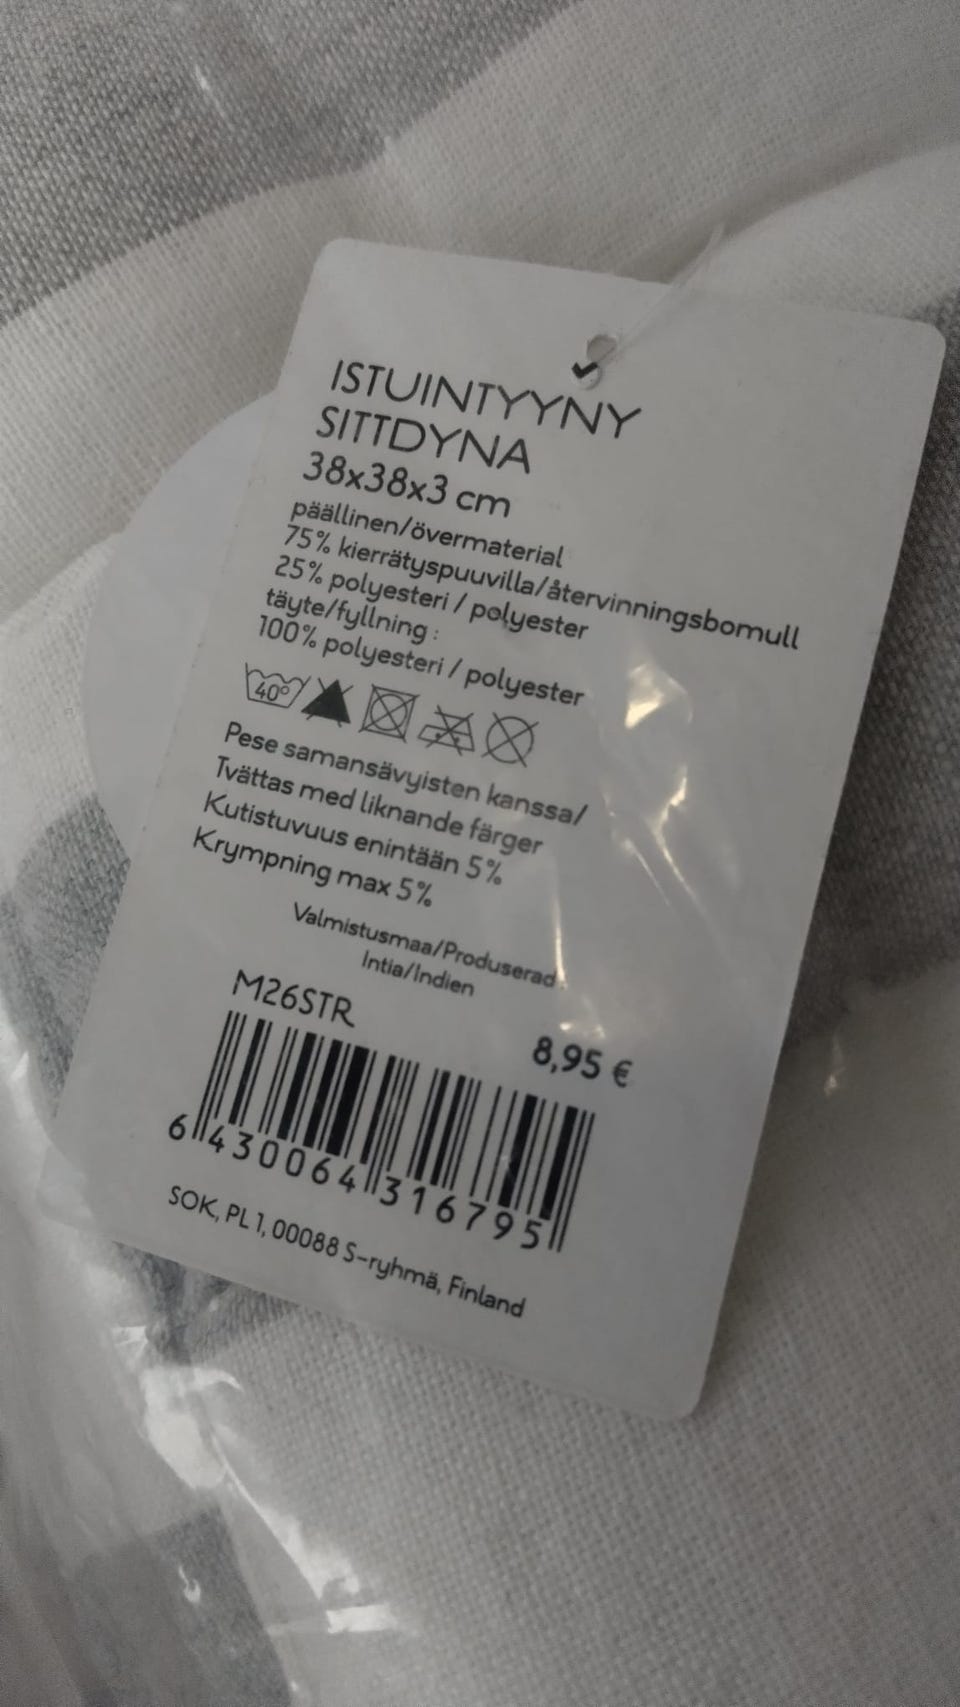 ISTUINTYYNY
SITTDYNA
38x38x3 cm
päällinen/övermaterial
75% kierrätyspuuvilla/återvinningsbomull
25% polyesteri / polyester
täyte/fyllning :
100% polyesteri / polyester
40°
Pese samansävyisten kanssa/
Tvättas med liknande färger
Kutistuvuus enintään 5%
Krympning max 5%
Valmistusmaa/Produserad
Intia/Indien
M26STR
8,95 €
6 430064 316795
SOK, PL 1, 00088 S-ryhmä, Finland